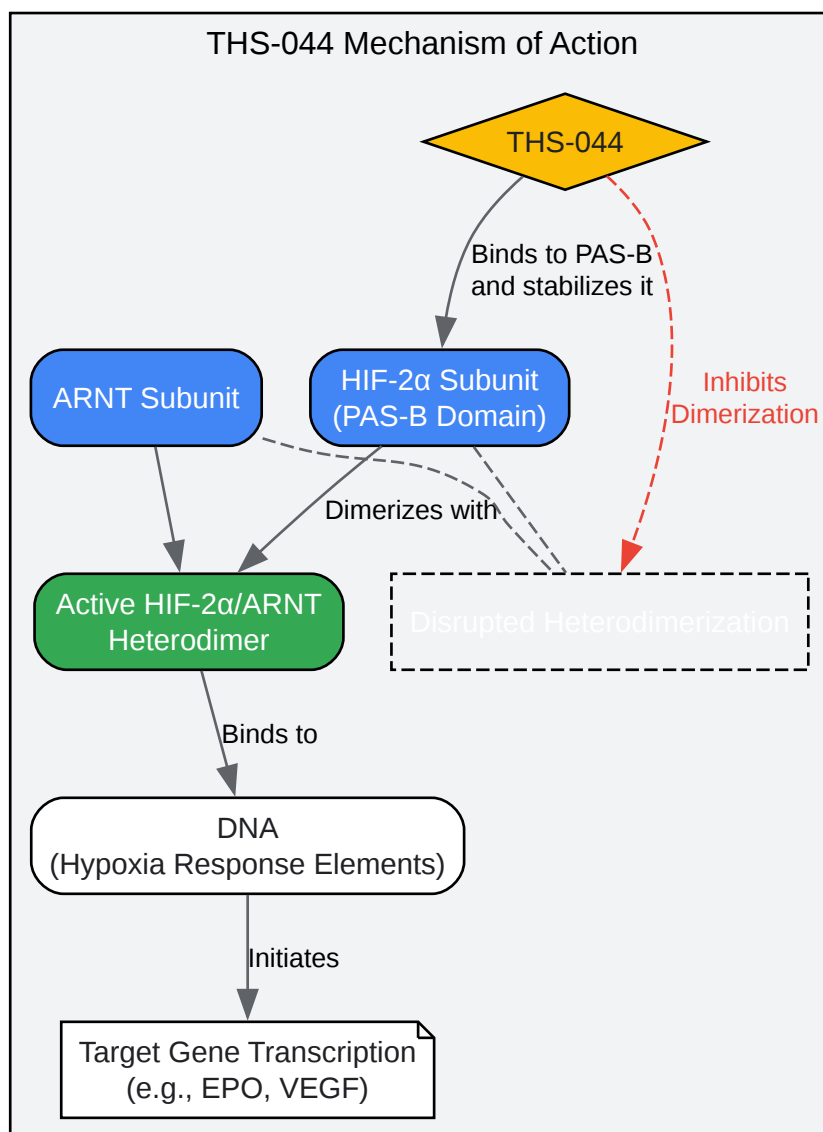 THS-044 Mechanism of Action
THS-044
Binds to PAS-B
and stabilizes it
ARNT Subunit
HIF-2α Subunit
(PAS-B Domain)
Inhibits
Dimerization
Dimerizes with
Active HIF-2α/ARNT
Heterodimer
Disrupted Heterodimerization
Binds to
DNA
(Hypoxia Response Elements)
Initiates
Target Gene Transcription
(e.g., EPO, VEGF)